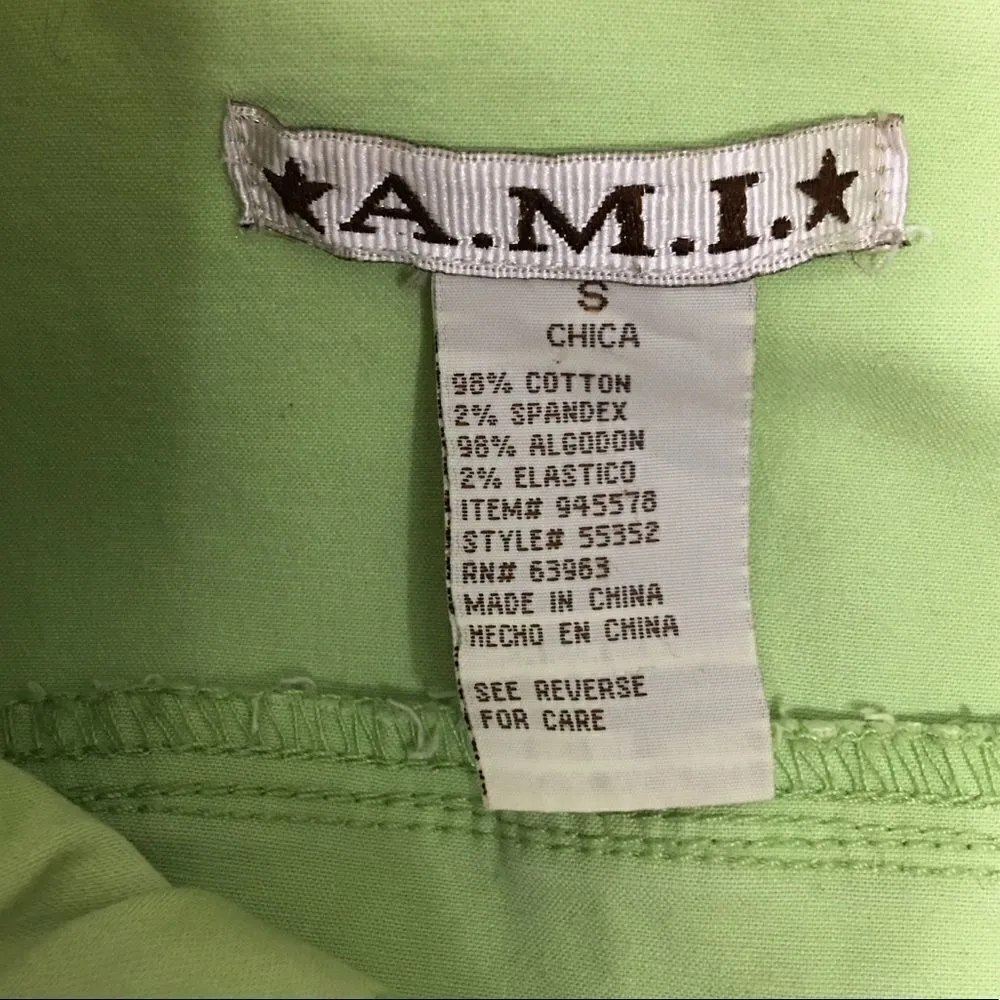 ★A.M.I.★
S
CHICA
98% COTTON
2% SPANDEX
98% ALGODON
2% ELASTICO
ITEM# 945578
STYLE# 55352
RN# 63963
MADE IN CHINA
HECHO EN CHINA
SEE REVERSE
FOR CARE